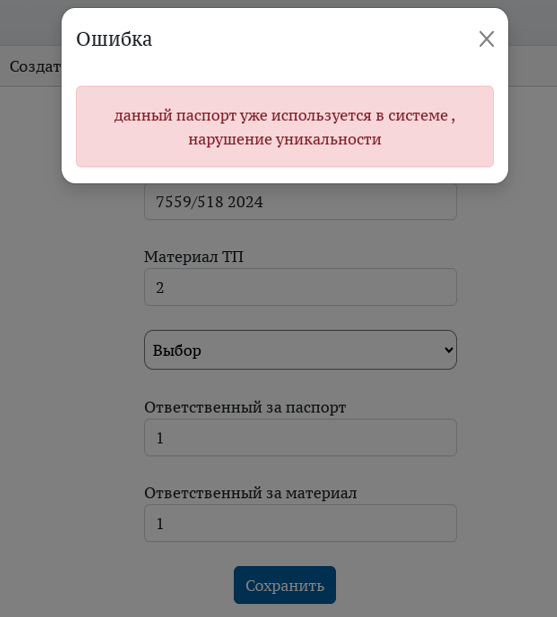 Ошибка
Создат
данный паспорт уже используется в системе ,
нарушение уникальности
7559/518 2024
Материал ТП
2
Выбор
Ответственный за паспорт
1
Ответственный за материал
1
Сохранить